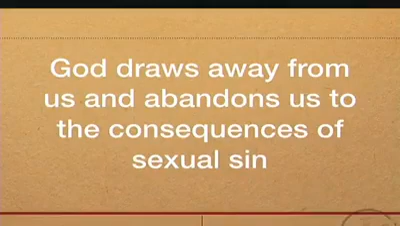 God draws away from
us and abandons us to
the consequences of
sexual sin